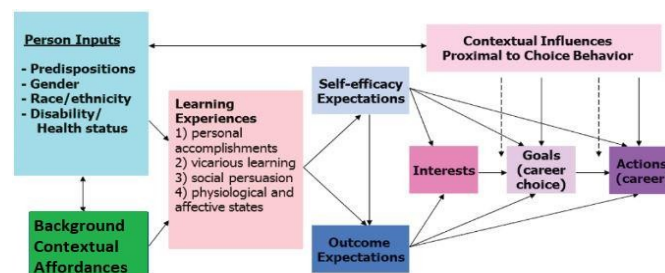 Person Inputs
- Predispositions
- Gender
- Race/ethnicity
- Disability/
Health status
Background
Contextual
Affordances
Learning
Experiences
1) personal
accomplishments
2) vicarious learning
3) social persuasion
4) physiological and
affective states
Self-efficacy
Expectations
Outcome
Expectations
Interests
Contextual Influences
Proximal to Choice Behavior
Goals
(career
choice)
Actions
(career